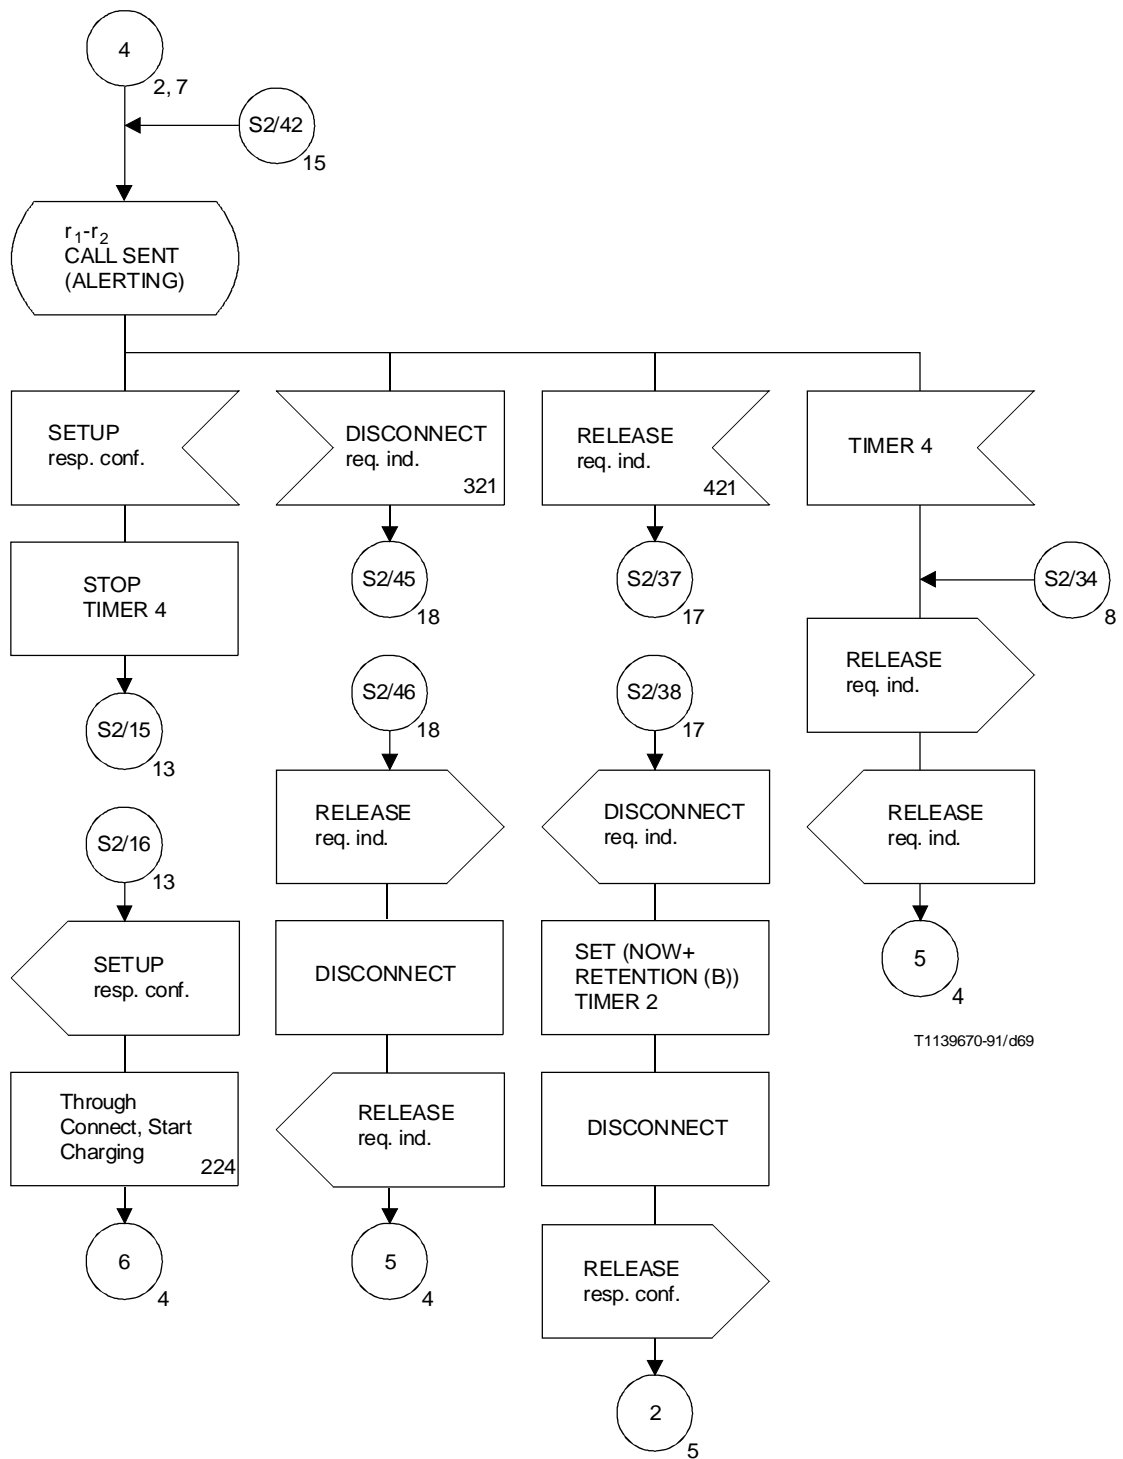 4
2, 7
S2/42
15
r1-r2
CALL SENT
(ALERTING)
SETUP
resp. conf.
DISCONNECT
req. ind.
321
RELEASE
req. ind.
421
TIMER 4
STOP
TIMER 4
S2/45
18
S2/37
17
S2/34
8
RELEASE
req. ind.
S2/15
13
S2/46
18
S2/38
17
S2/16
13
RELEASE
req. ind.
DISCONNECT
req. ind.
RELEASE
req. ind.
SETUP
resp. conf.
DISCONNECT
SET (NOW+
RETENTION (B))
TIMER 2
5
4
T1139670-91/d69
Through
Connect, Start
Charging
224
RELEASE
req. ind.
DISCONNECT
6
4
5
4
RELEASE
resp. conf.
2
5